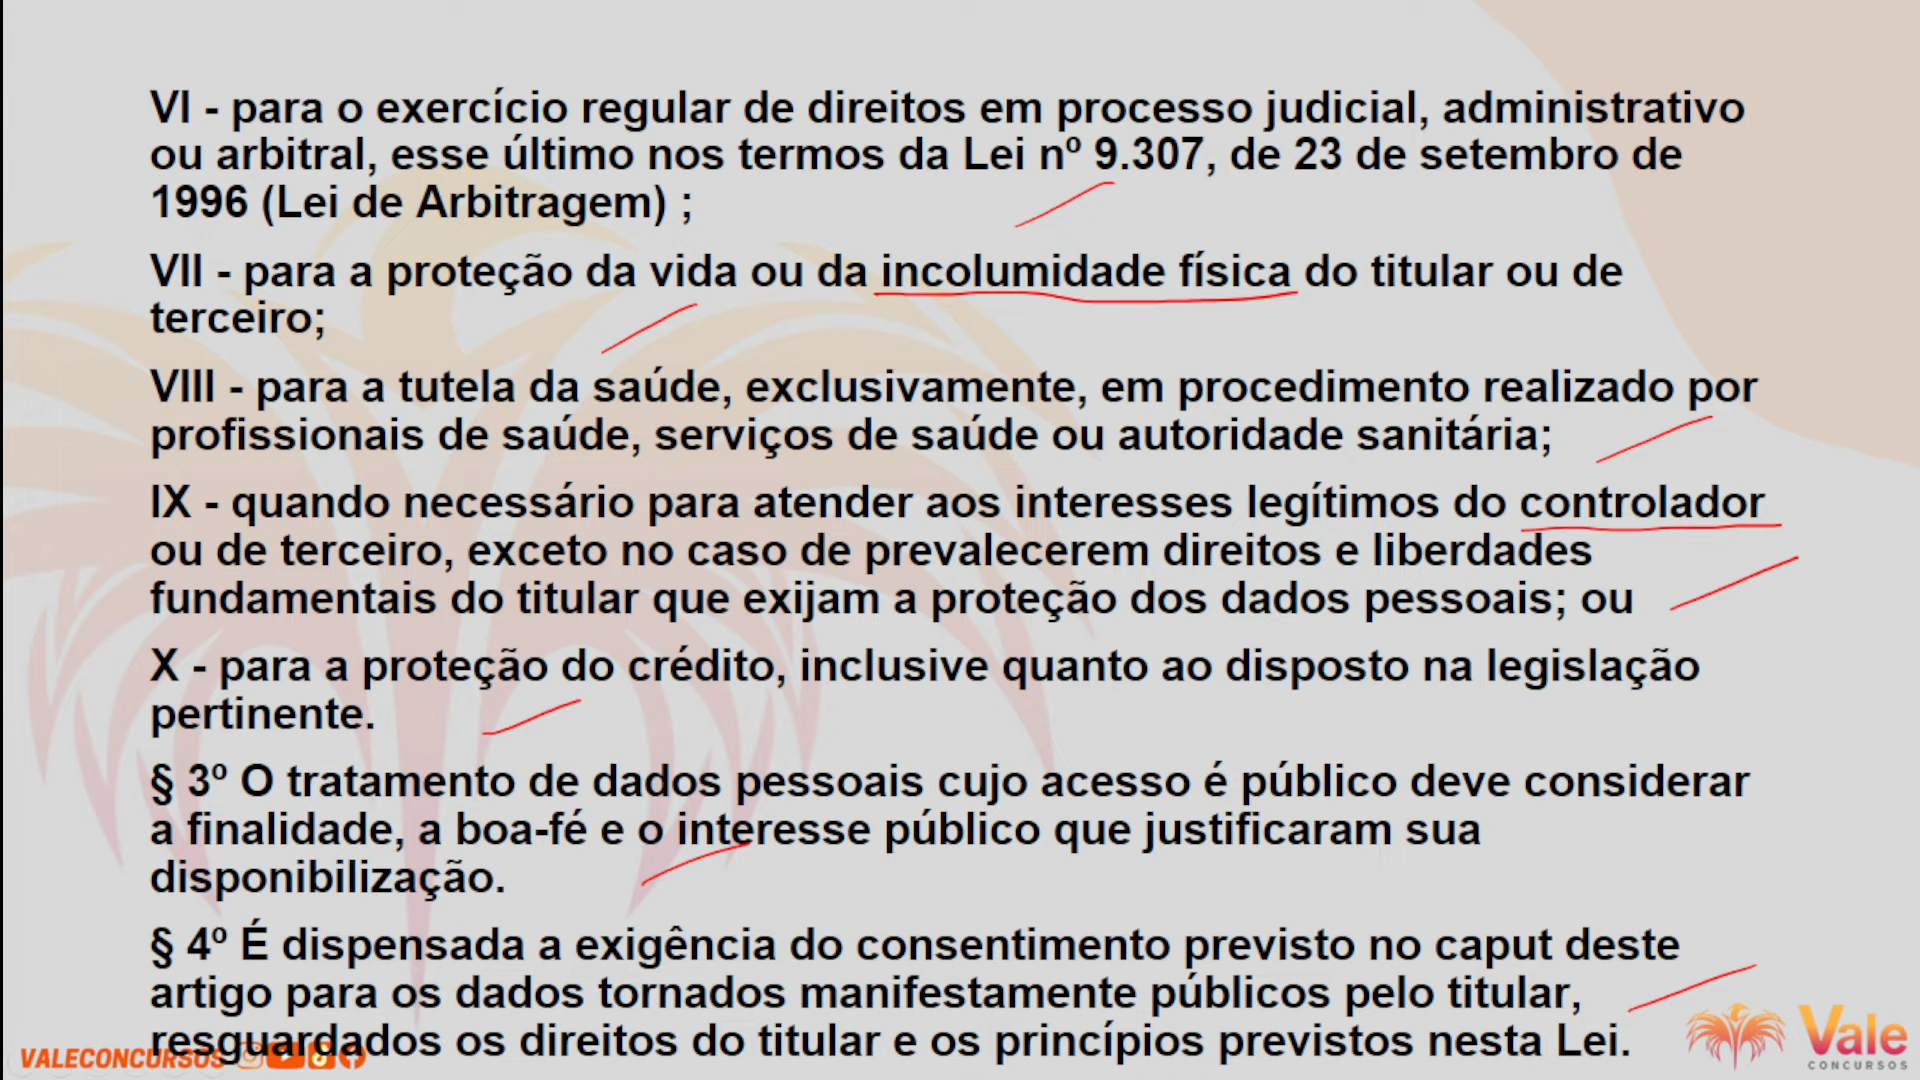 VI - para o exercício regular de direitos em processo judicial, administrativo
ou arbitral, esse último nos termos da Lei nº 9.307, de 23 de setembro de
1996 (Lei de Arbitragem) ;
VII - para a proteção da vida ou da incolumidade física do titular ou de
terceiro;
VIII - para a tutela da saúde, exclusivamente, em procedimento realizado por
profissionais de saúde, serviços de saúde ou autoridade sanitária;
IX - quando necessário para atender aos interesses legítimos do controlador
ou de terceiro, exceto no caso de prevalecerem direitos e liberdades
fundamentais do titular que exijam a proteção dos dados pessoais; ou
X - para a proteção do crédito, inclusive quanto ao disposto na legislação
pertinente.
§ 3º O tratamento de dados pessoais cujo acesso é público deve considerar
a finalidade, a boa-fé e o interesse público que justificaram sua
disponibilização.
§ 4º É dispensada a exigência do consentimento previsto no caput deste
artigo para os dados tornados manifestamente públicos pelo titular,
resguardados os direitos do titular e os princípios previstos nesta Lei.
VALECONCURSOS
Vale
CONCURSOS